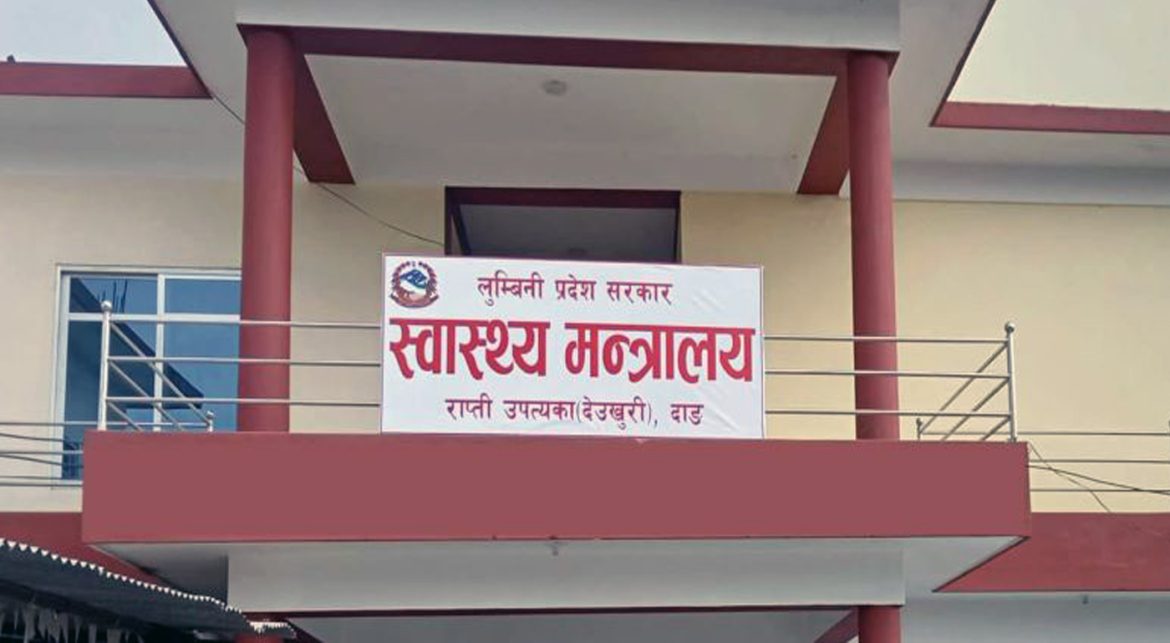 लुम्बिनी प्रदेश सरकार
स्वास्थ्य मन्त्रालय
राप्ती उपत्यका(देउखुरी), दाङ